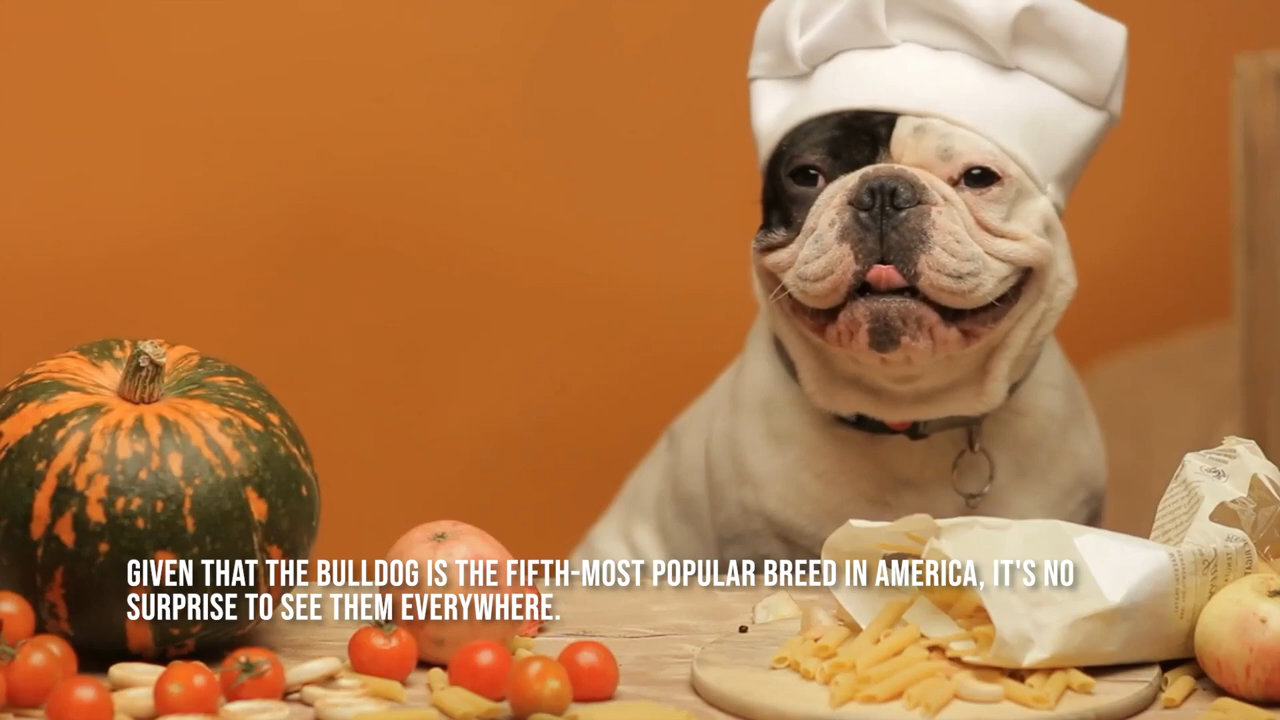 GIVEN THAT THE BULLDOG IS THE FIFTH-MOST POPULAR BREED IN AMERICA, IT'S NO
SURPRISE TO SEE THEM EVERYWHERE.